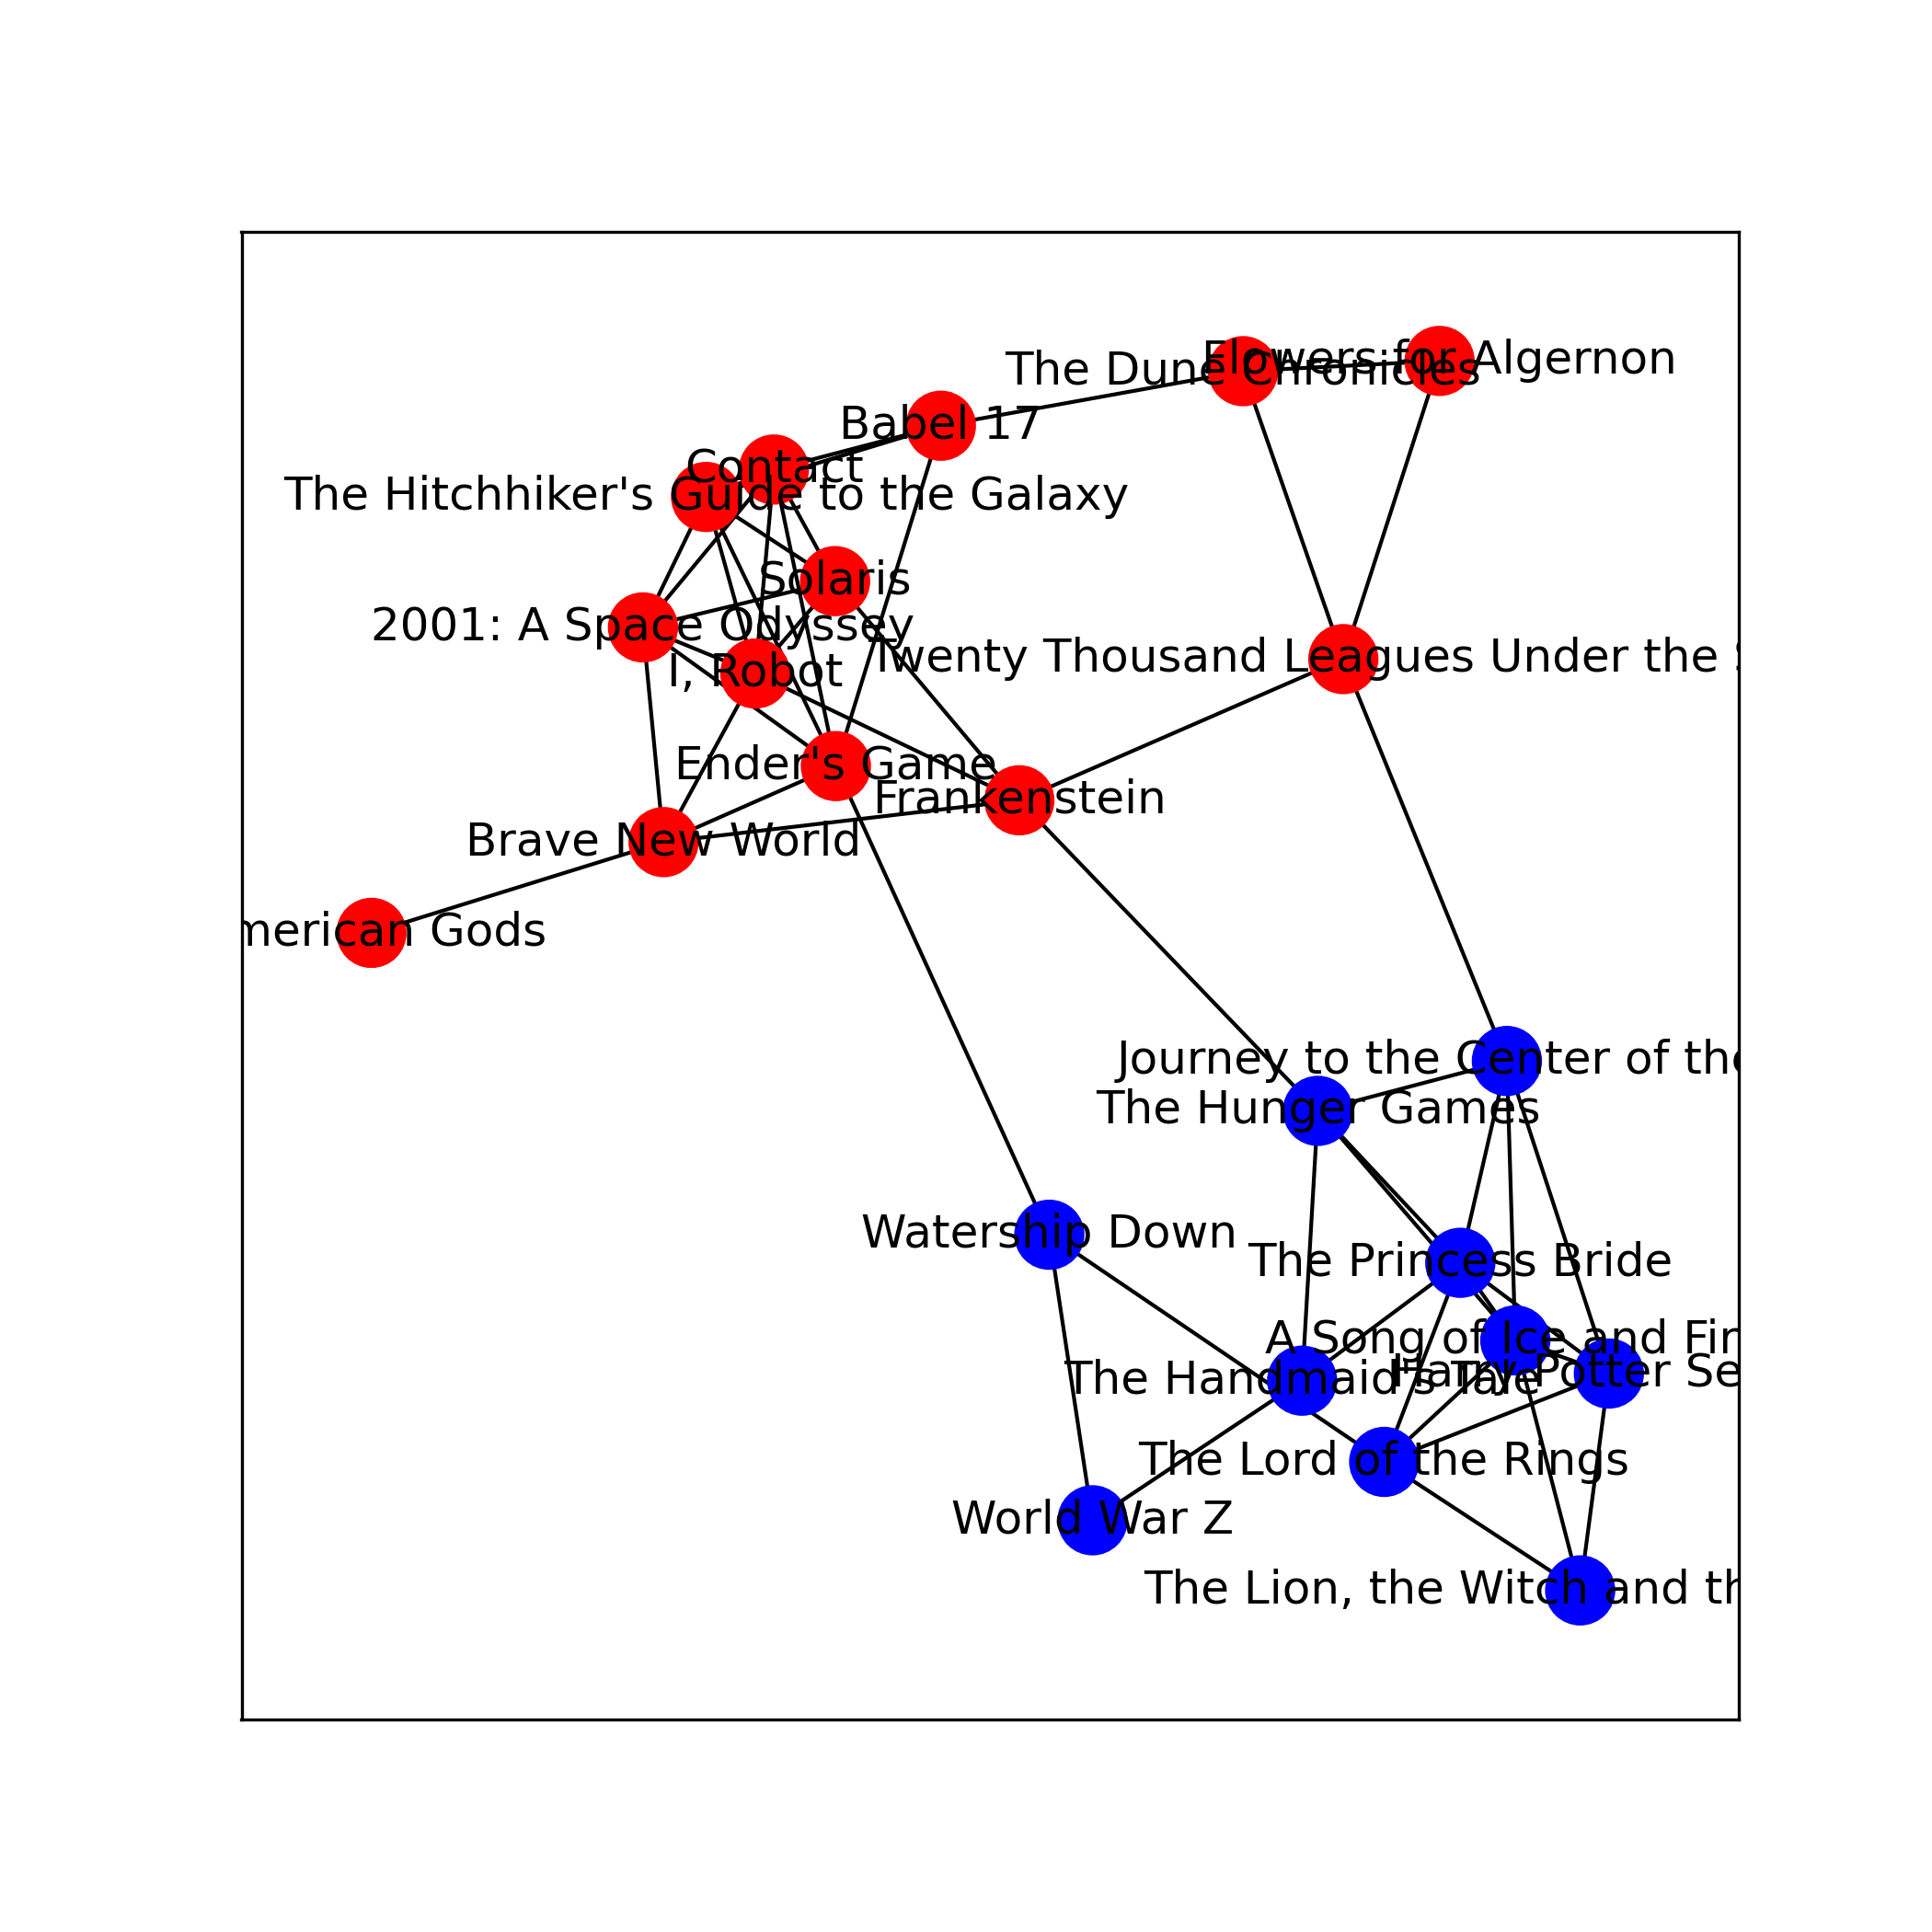 Flowers for Algernon
The Dune Chronicles
Babel 17
Contact
The Hitchhiker's Guide to the Galaxy
Solaris
2001: A Space Odyssey
Twenty Thousand Leagues Under the
I, Robot
Ender's Game
Frankenstein
Brave New World
merican Gods
Journey to the Center of the
The Hunger Games
Watership Down
The Princess Bride
A Song of Ice and Fir
Harry Potter Se
The Handmaid's Tale
The Lord of the Rings
World War Z
The Lion, the Witch and th